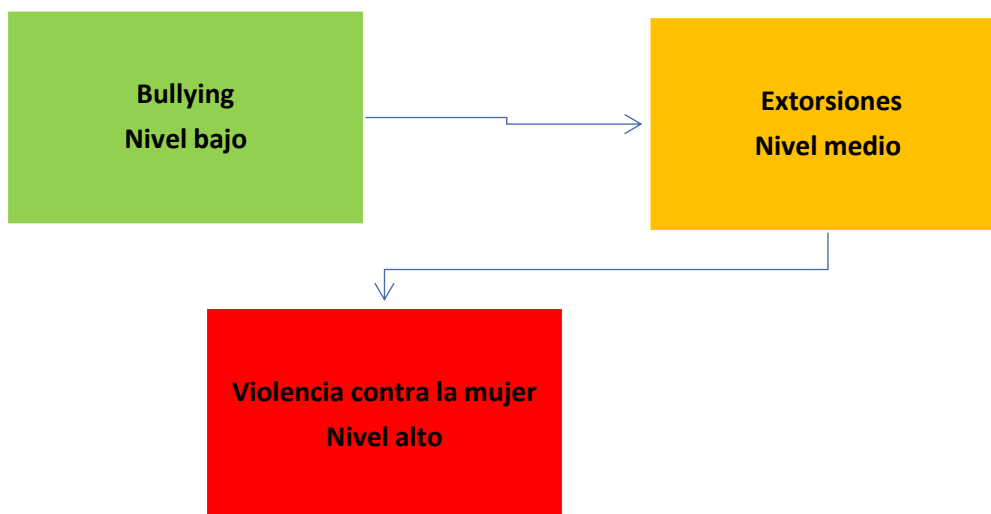 Bullying
Nivel bajo
Extorsiones
Nivel medio
Violencia contra la mujer
Nivel alto